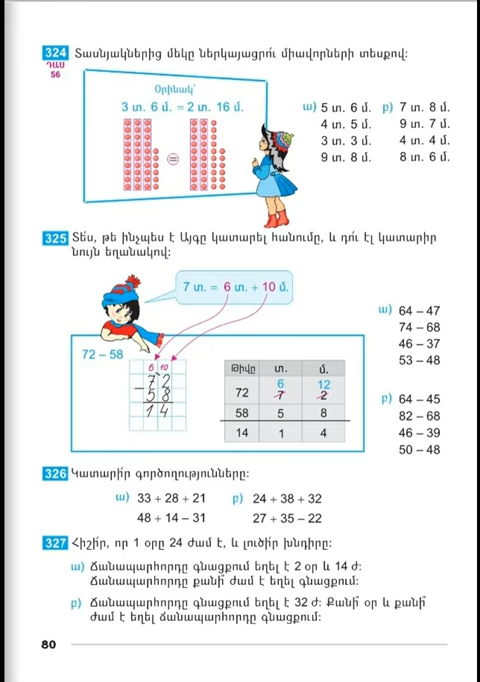 324 Տասնյակներից մեկը ներկայացրո՛ւ միավորների տեսքով։
ԴԱՍ
56
Օրինակ՝
3 տ. 6 մ. = 2 տ. 16 մ.
=
ա) 5 տ. 6 մ. բ) 7 տ. 8 մ.
4 տ. 5 մ. 9 տ. 7 մ.
3 տ. 3 մ. 4 տ. 4 մ.
9 տ. 8 մ. 8 տ. 6 մ.
325 Տե՛ս, թե ինչպես է Այգը կատարել հանումը, և դո՛ւ էլ կատարիր
նույն եղանակով։
7 տ. = 6 տ. + 10 մ.
72 – 58
6 10
72
– 58
14
Թիվը տ. մ.
6 12
72 7 2
58 5 8
14 1 4
ա) 64 – 47
74 – 68
46 – 37
53 – 48
բ) 64 – 45
82 – 68
46 – 39
50 – 48
326 Կատարի՛ր գործողությունները։
ա) 33 + 28 + 21 բ) 24 + 38 + 32
48 + 14 – 31 27 + 35 – 22
327 Հիշի՛ր, որ 1 օրը 24 ժամ է, և լուծի՛ր խնդիրը։
ա) Ճանապարհորդը գնացքում եղել է 2 օր և 14 ժ։
Ճանապարհորդը քանի՞ ժամ է եղել գնացքում։
բ) Ճանապարհորդը գնացքում եղել է 32 ժ։ Քանի՞ օր և քանի՞
ժամ է եղել ճանապարհորդը գնացքում։
80